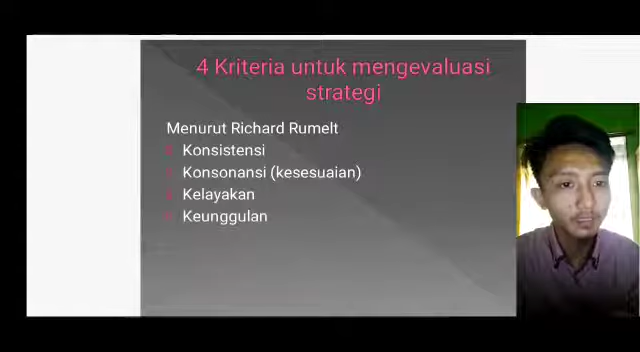 4 Kriteria untuk mengevaluasi
strategi
Menurut Richard Rumelt
Konsistensi
Konsonansi (kesesuaian)
Kelayakan
Keunggulan